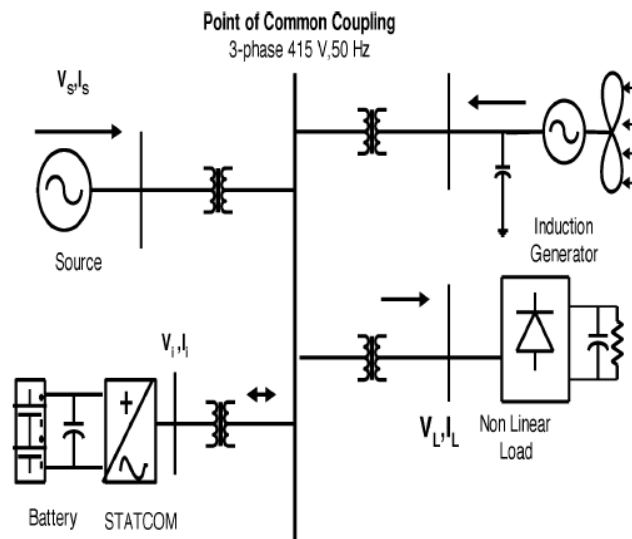 Point of Common Coupling
3-phase 415 V,50 Hz
Vs,Is
Source
Induction
Generator
Vi,Ii
VL,IL
Non Linear
Load
Battery
STATCOM